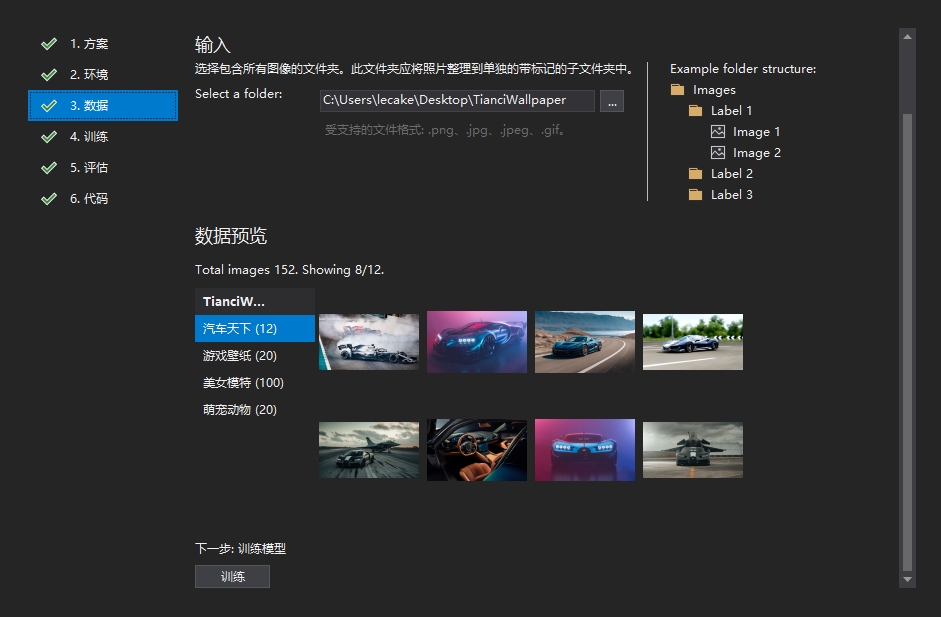 1. 方案
2. 环境
3. 数据
4. 训练
5. 评估
6. 代码
输入
选择包含所有图像的文件夹。此文件夹应将照片整理到单独的带标记的子文件夹中。
Select a folder:
C:\Users\lecake\Desktop\TianciWallpaper
...
受支持的文件格式: .png、.jpg、.jpeg、.gif。
Example folder structure:
Images
Label 1
Image 1
Image 2
Label 2
Label 3
数据预览
Total images 152. Showing 8/12.
TianciW...
汽车天下 (12)
游戏壁纸 (20)
美女模特 (100)
萌宠动物 (20)
下一步: 训练模型
训练